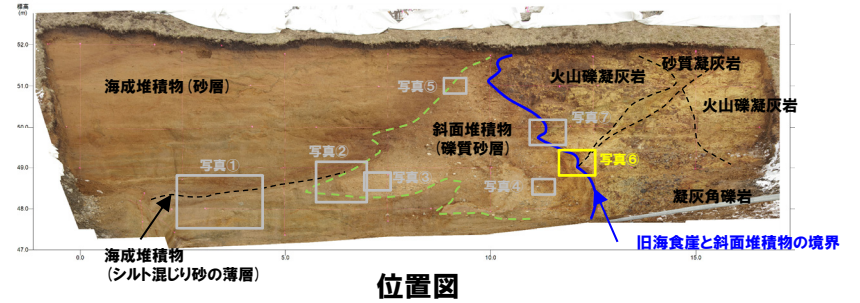 標高
(m)
52.0
51.0
50.0
49.0
48.0
47.0
0.0
5.0
10.0
15.0
海成堆積物(砂層)
写真⑤
火山礫凝灰岩
砂質凝灰岩
火山礫凝灰岩
斜面堆積物
(礫質砂層)
写真7
写真①
写真2
写真3
写真4
写真6
凝灰角礫岩
海成堆積物
(シルト混じり砂の薄層)
旧海食崖と斜面堆積物の境界
位置図